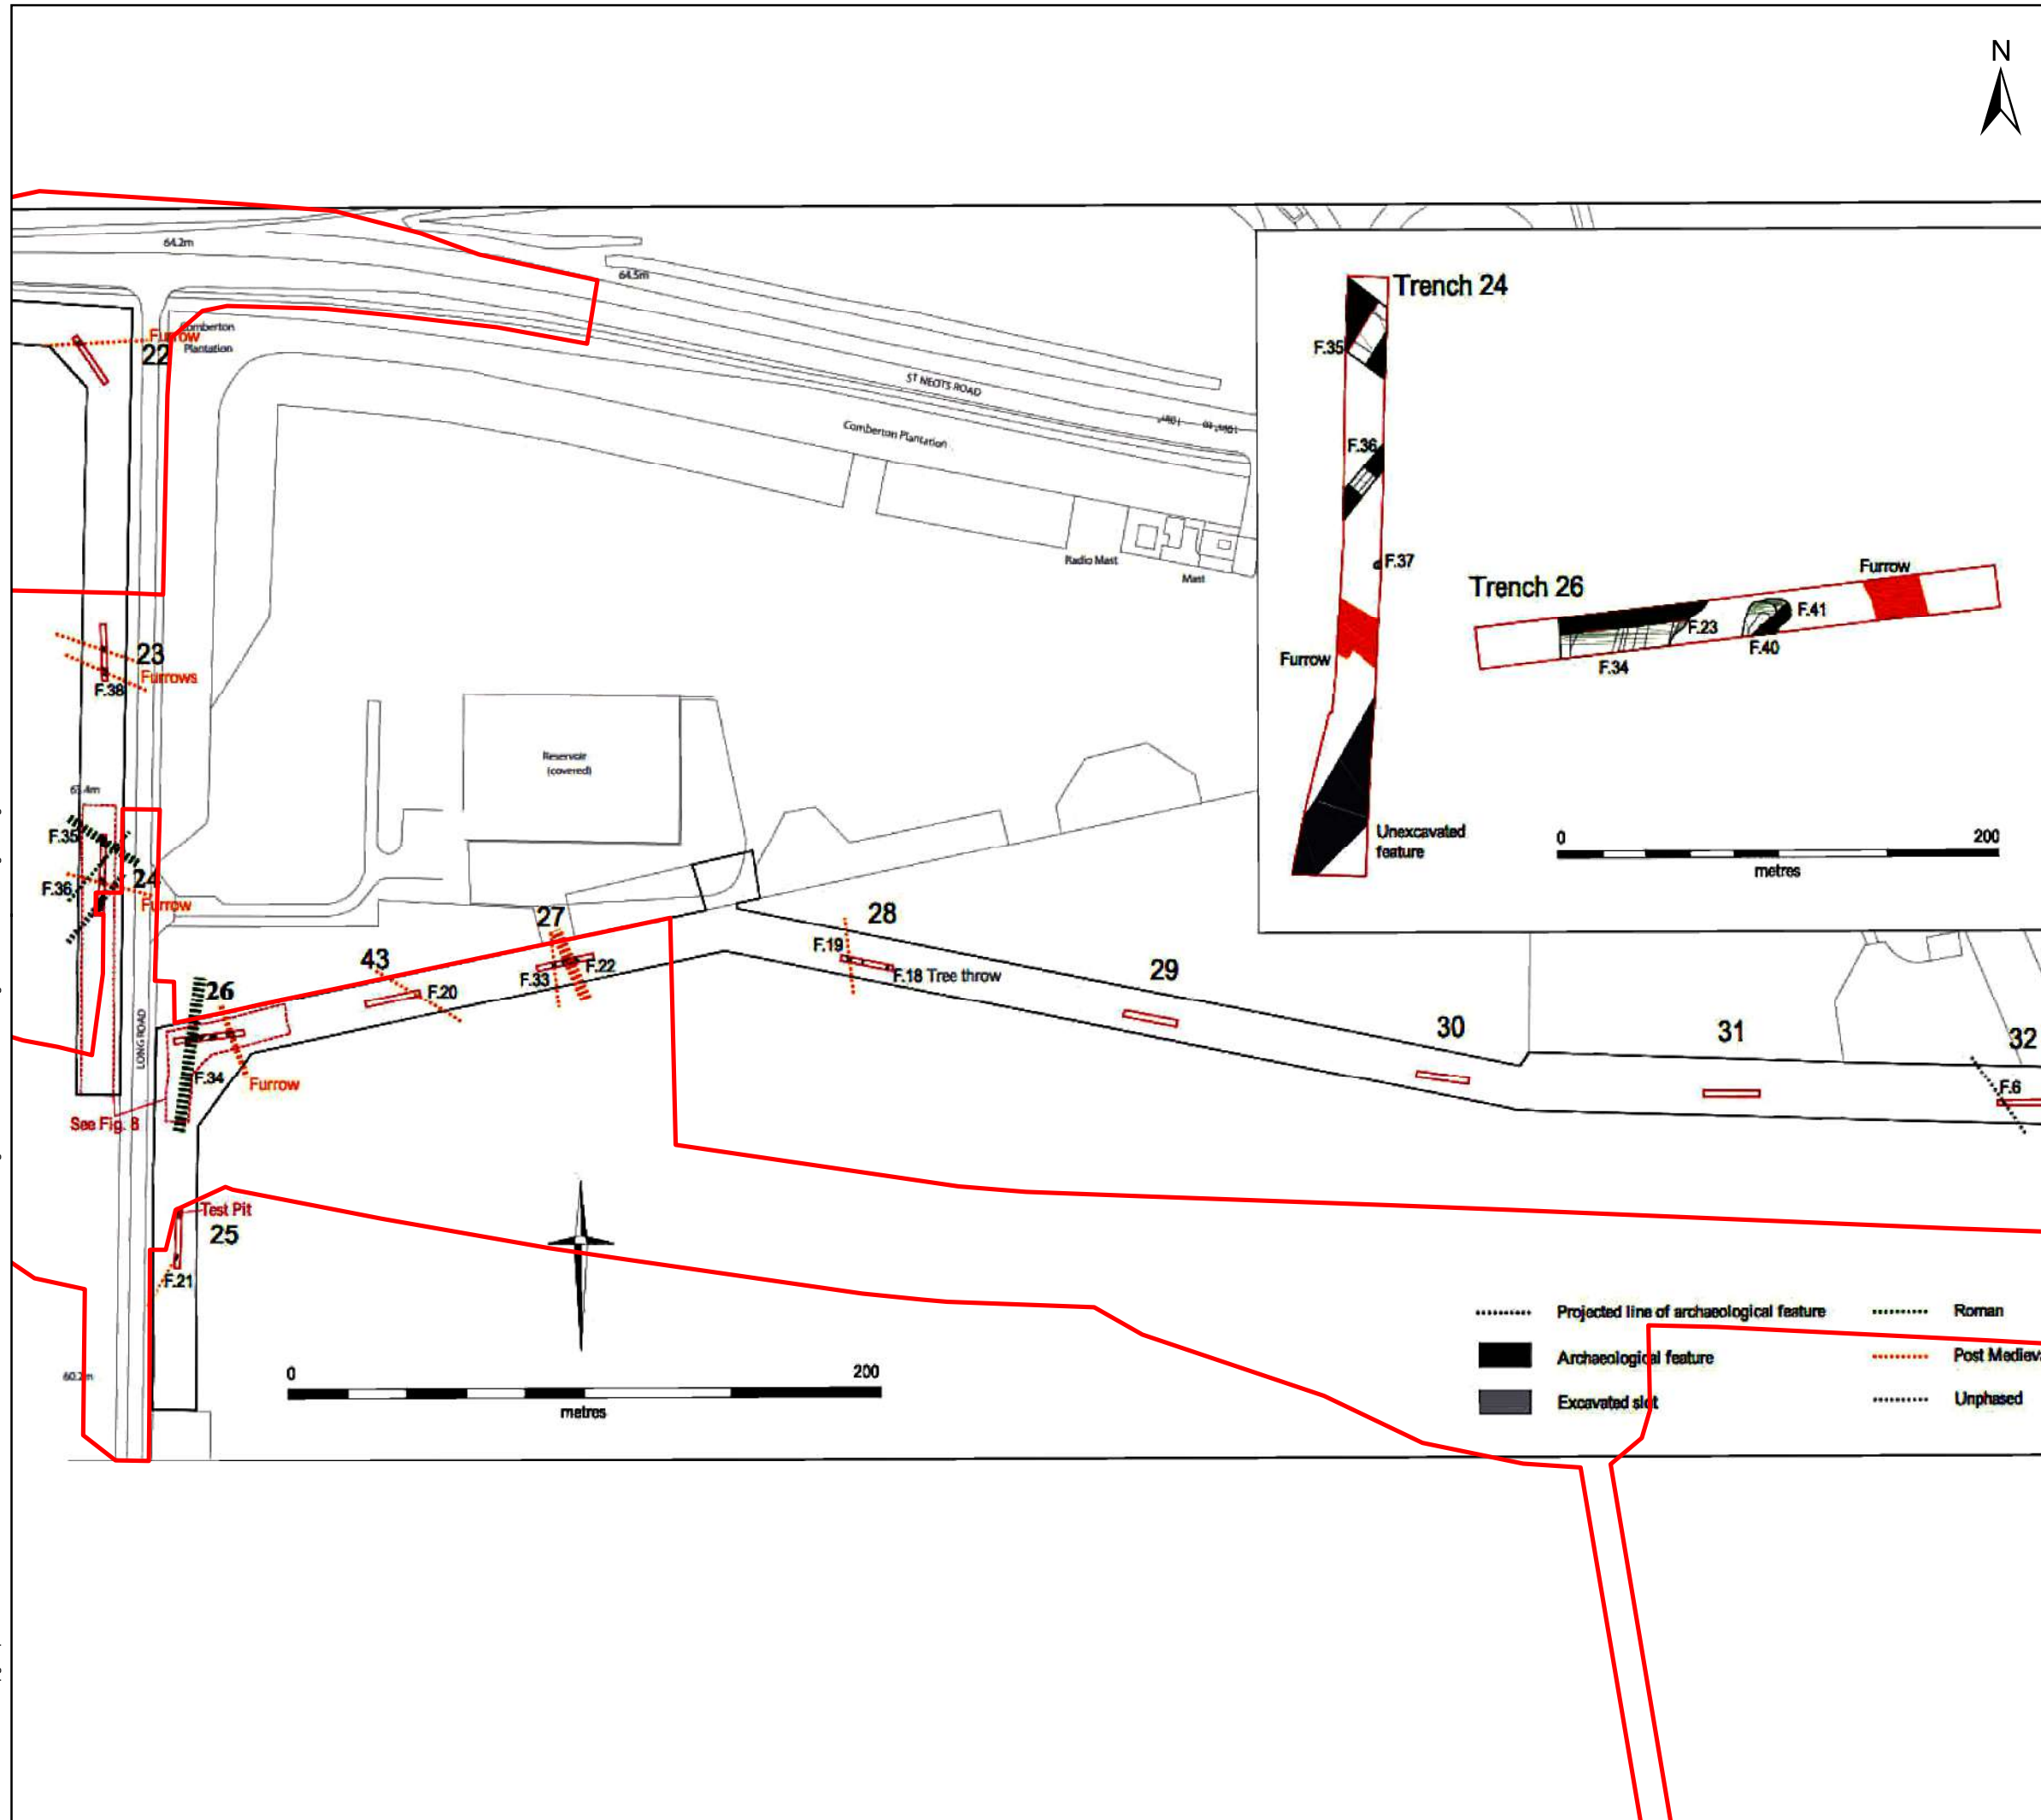 N
64.2m
64.5m
Furrow
Comberton
Plantation
22
ST NEOTS ROAD
Comberton Plantation
Radio Mast
Mast
Trench 24
F.35
F.36
F.37
Furrow
Unexcavated
feature
Trench 26
Furrow
F.41
F.23
F.40
F.34
0
200
metres
23
Furrows
F.38
Reservoir
(covered)
F.35
24
F.36
Furrow
27
28
43
F.19
F.22
F.18 Tree throw
F.33
29
26
F.20
LONG ROAD
30
31
32
F.34
Furrow
F.6
See Fig. 8
Test Pit
25
F.21
0
200
metres
Projected line of archaeological feature
Roman
Archaeological feature
Excavated slot
Unphased